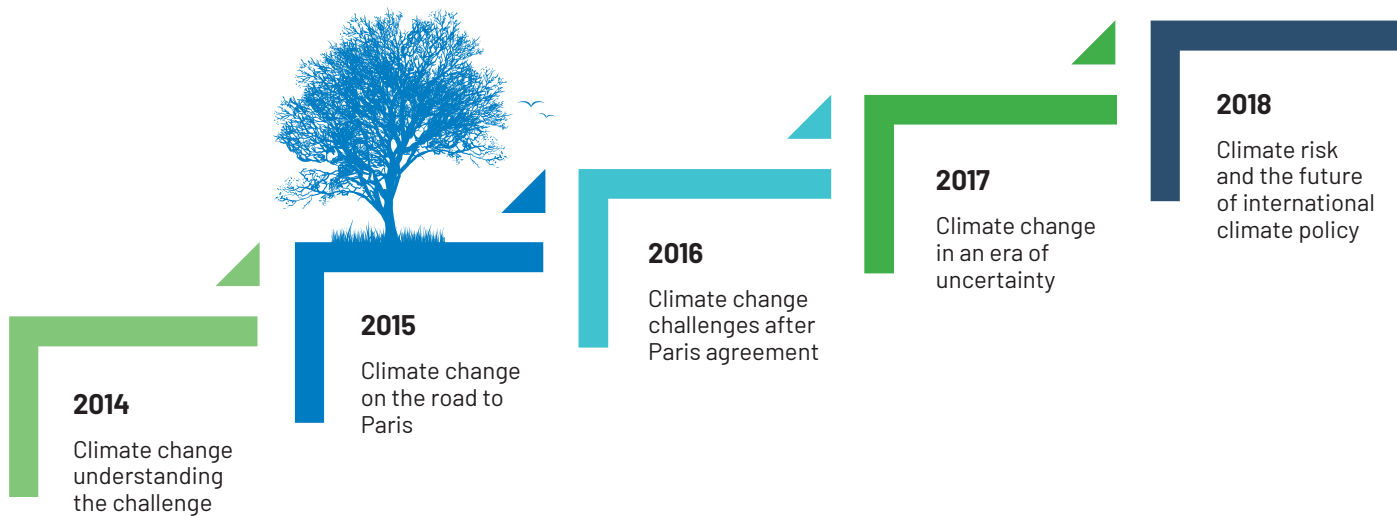 2014
Climate change
understanding
the challenge
2015
Climate change
on the road to
Paris
2016
Climate change
challenges after
Paris agreement
2017
Climate change
in an era of
uncertainty
2018
Climate risk
and the future
of international
climate policy